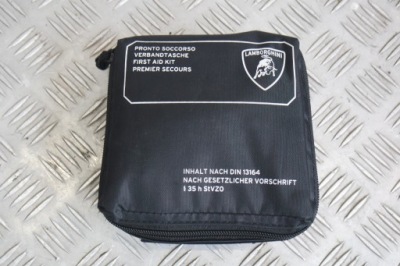 PRONTO SOCCORSO
VERBANDTASCHE
FIRST AID KIT
PREMIER SECOURS
LAMBORGHINI
INHALT NACH DIN 13164
NACH GESETZLICHER VORSCHRIFT
§ 35 h StVZO